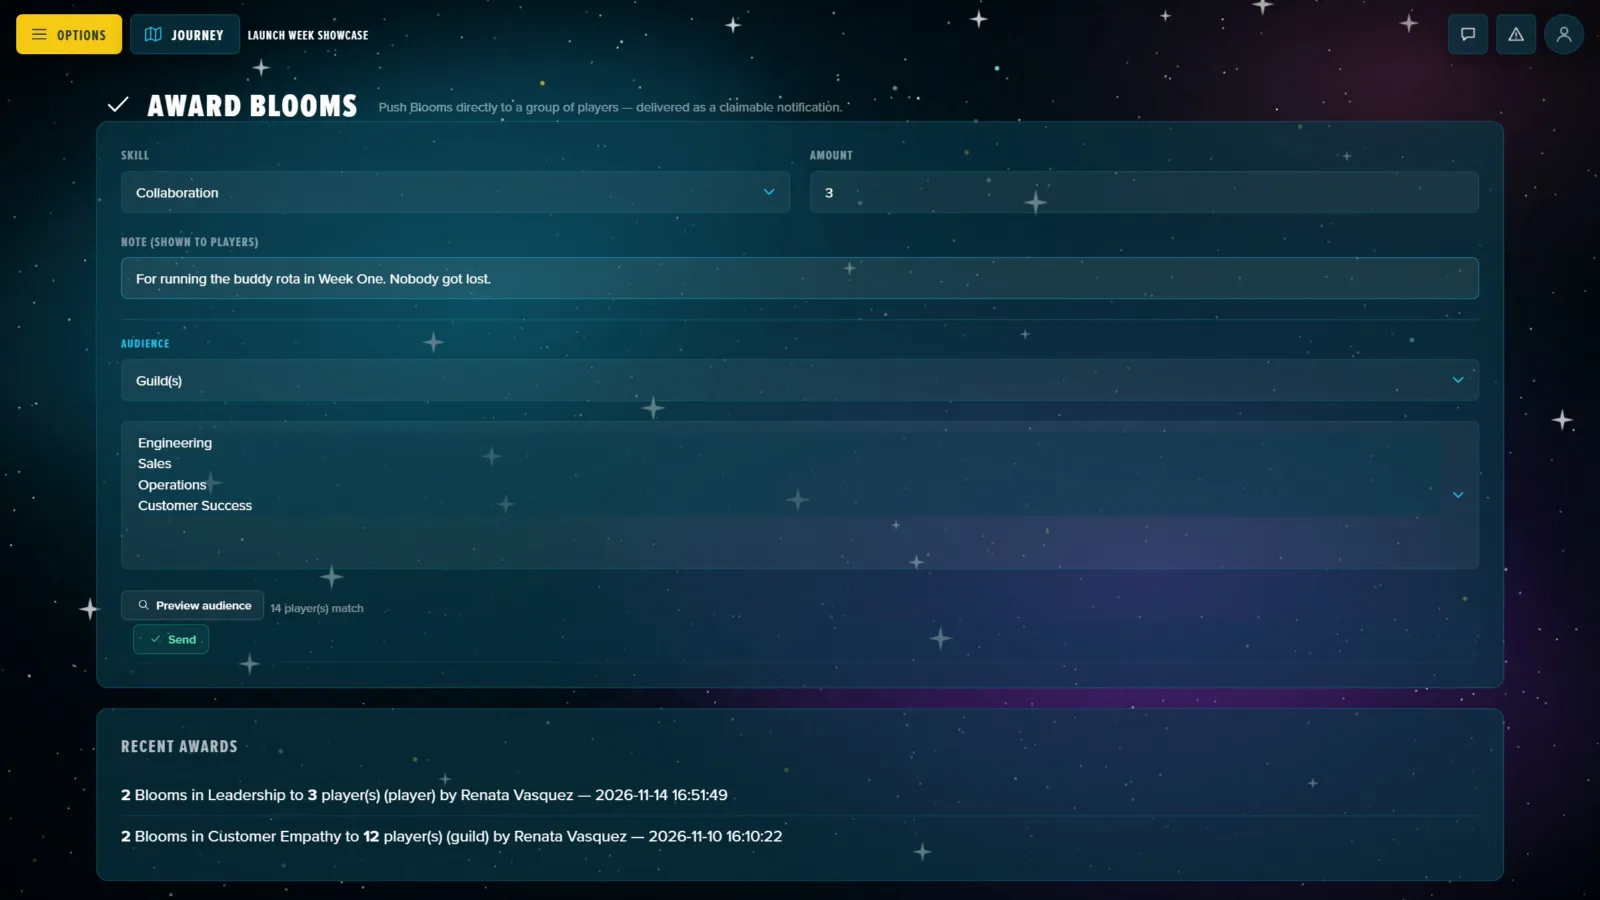 OPTIONS
JOURNEY
LAUNCH WEEK SHOWCASE
AWARD BLOOMS
Push Blooms directly to a group of players — delivered as a claimable notification.
SKILL
AMOUNT
Collaboration
3
NOTE (SHOWN TO PLAYERS)
For running the buddy rota in Week One. Nobody got lost.
AUDIENCE
Guild(s)
Engineering
Sales
Operations
Customer Success
Preview audience
14 player(s) match
Send
RECENT AWARDS
2 Blooms in Leadership to 3 player(s) (player) by Renata Vasquez — 2026-11-14 16:51:49
2 Blooms in Customer Empathy to 12 player(s) (guild) by Renata Vasquez — 2026-11-10 16:10:22